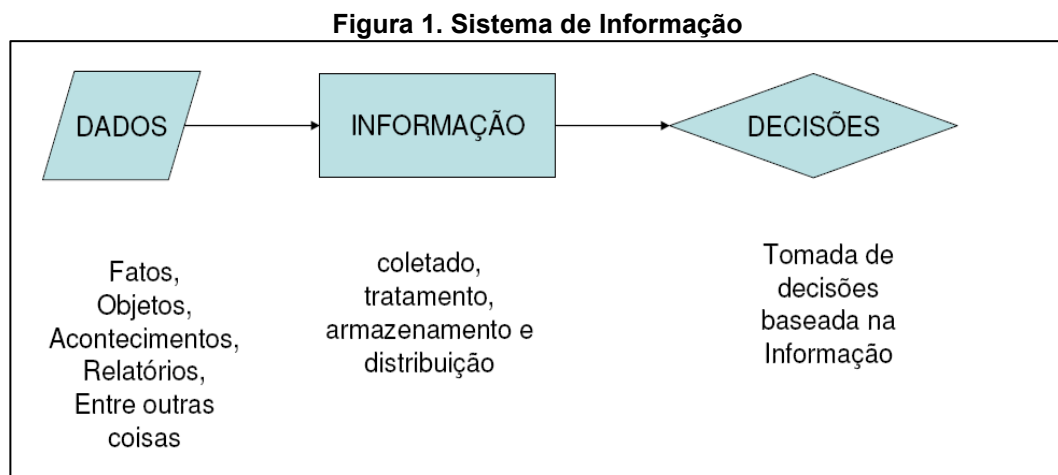 Figura 1. Sistema de Informação
DADOS
INFORMAÇÃO
DECISÕES
Fatos,
Objetos,
Acontecimentos,
Relatórios,
Entre outras
coisas
coletado,
tratamento,
armazenamento e
distribuição
Tomada de
decisões
baseada na
Informação